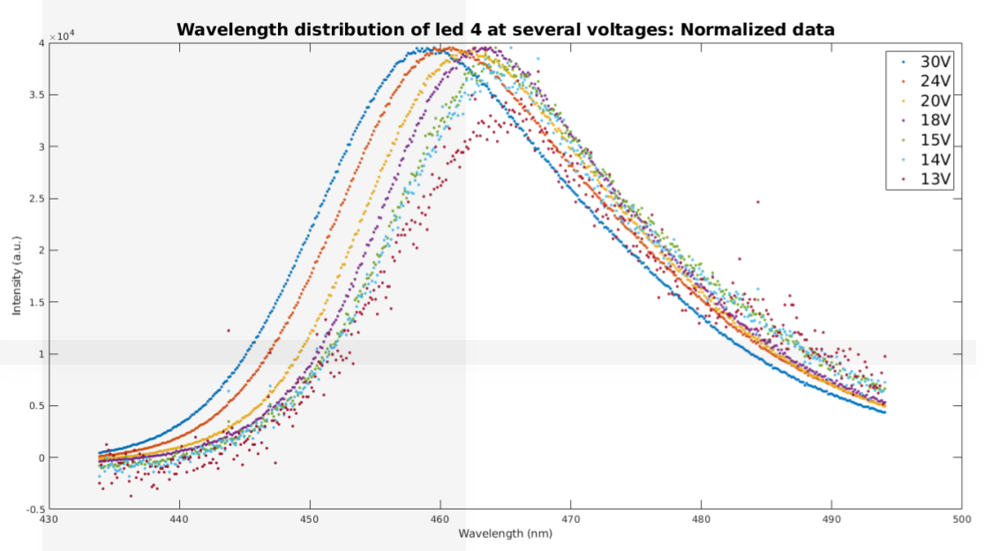 Wavelength distribution of led 4 at several voltages: Normalized data
×10⁴
4
3.5
3
2.5
2
1.5
1
0.5
0
-0.5
Intensity (a.u.)
30V
24V
20V
18V
15V
14V
13V
430 440 450 460 470 480 490 500
Wavelength (nm)